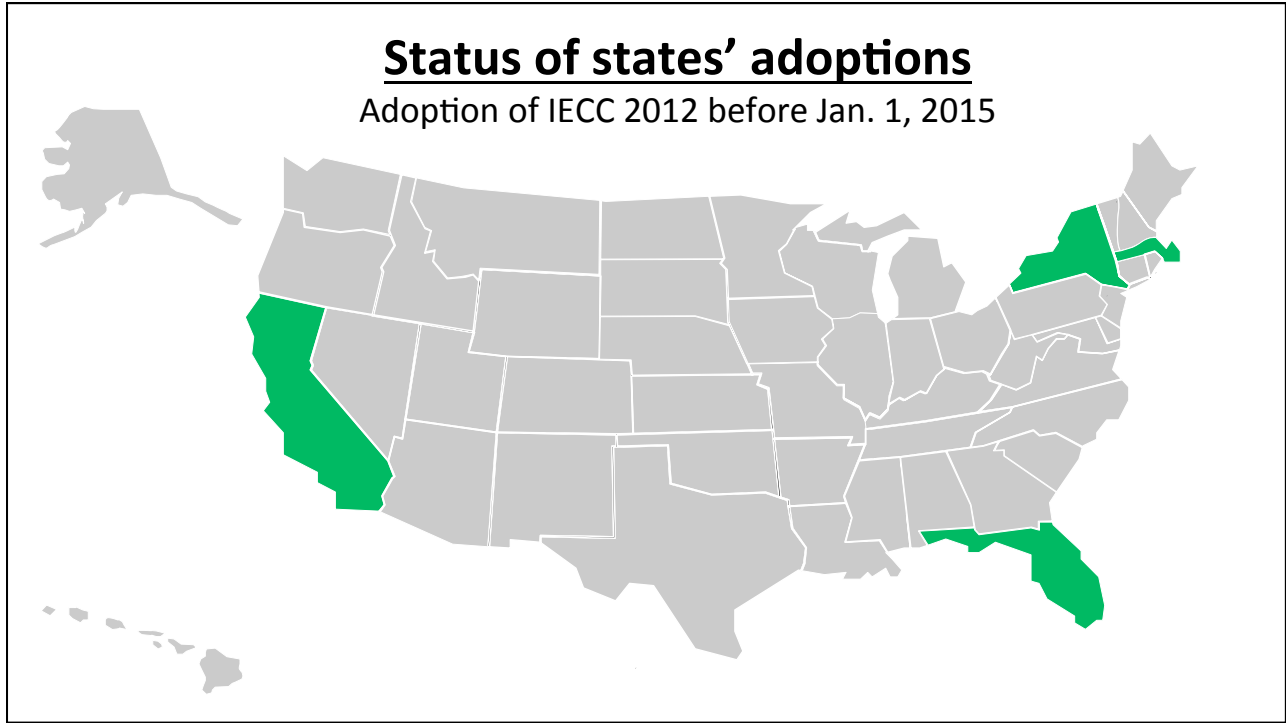 Status of states’ adoptions
Adoption of IECC 2012 before Jan. 1, 2015